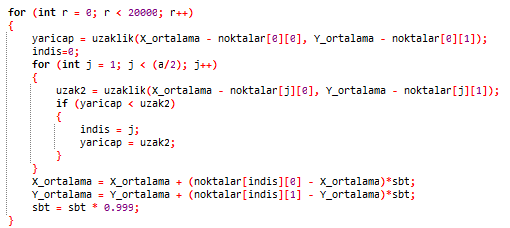 for (int r = 0; r < 20000; r++)
{
yaricap = uzaklik(X_ortalama - noktalar[0][0], Y_ortalama - noktalar[0][1]);
indis=0;
for (int j = 1; j < (a/2); j++)
{
uzak2 = uzaklik(X_ortalama - noktalar[j][0], Y_ortalama - noktalar[j][1]);
if (yaricap < uzak2)
{
indis = j;
yaricap = uzak2;
}
}
X_ortalama = X_ortalama + (noktalar[indis][0] - X_ortalama)*sbt;
Y_ortalama = Y_ortalama + (noktalar[indis][1] - Y_ortalama)*sbt;
sbt = sbt * 0.999;
}